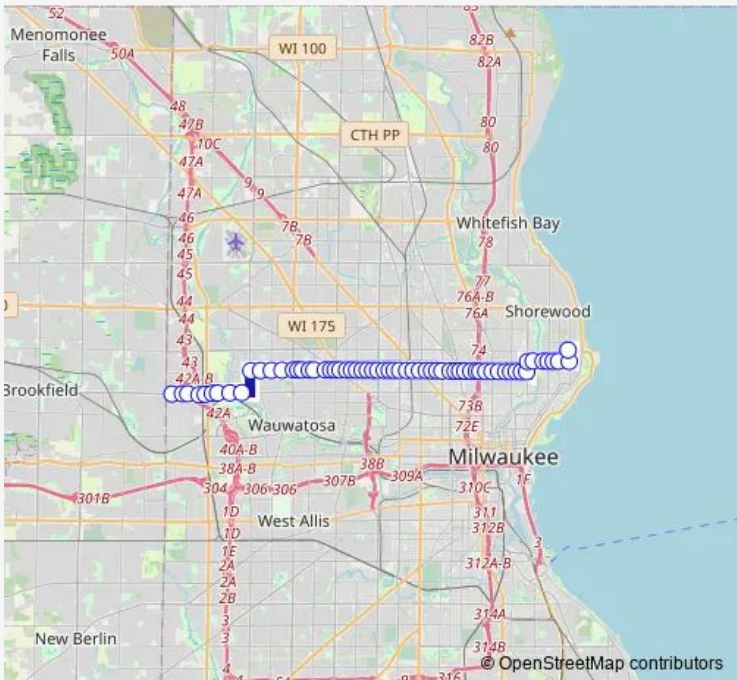 52
83
Menomonee
Falls
50A
WI 100
82B
82A
48
47B
10C
CTH PP
80
80
47A
9
9
47A
7B
7B
46
46
45
45
Whitefish Bay
78
77
44
44
76A-B
76A
Shorewood
0
WI 175
43
43
74
42A-B
Brookfield
42A
73B
72E
Wauwatosa
40A-B
38A-B
38B
309A
Milwaukee
301B
304
306
306
307B
310C
1F
1D
West Allis
311
312B
1D
1E
3
2A
312A-B
2A
2B
314A
3
3
New Berlin
314B
4
316
© OpenStreetMap contributors